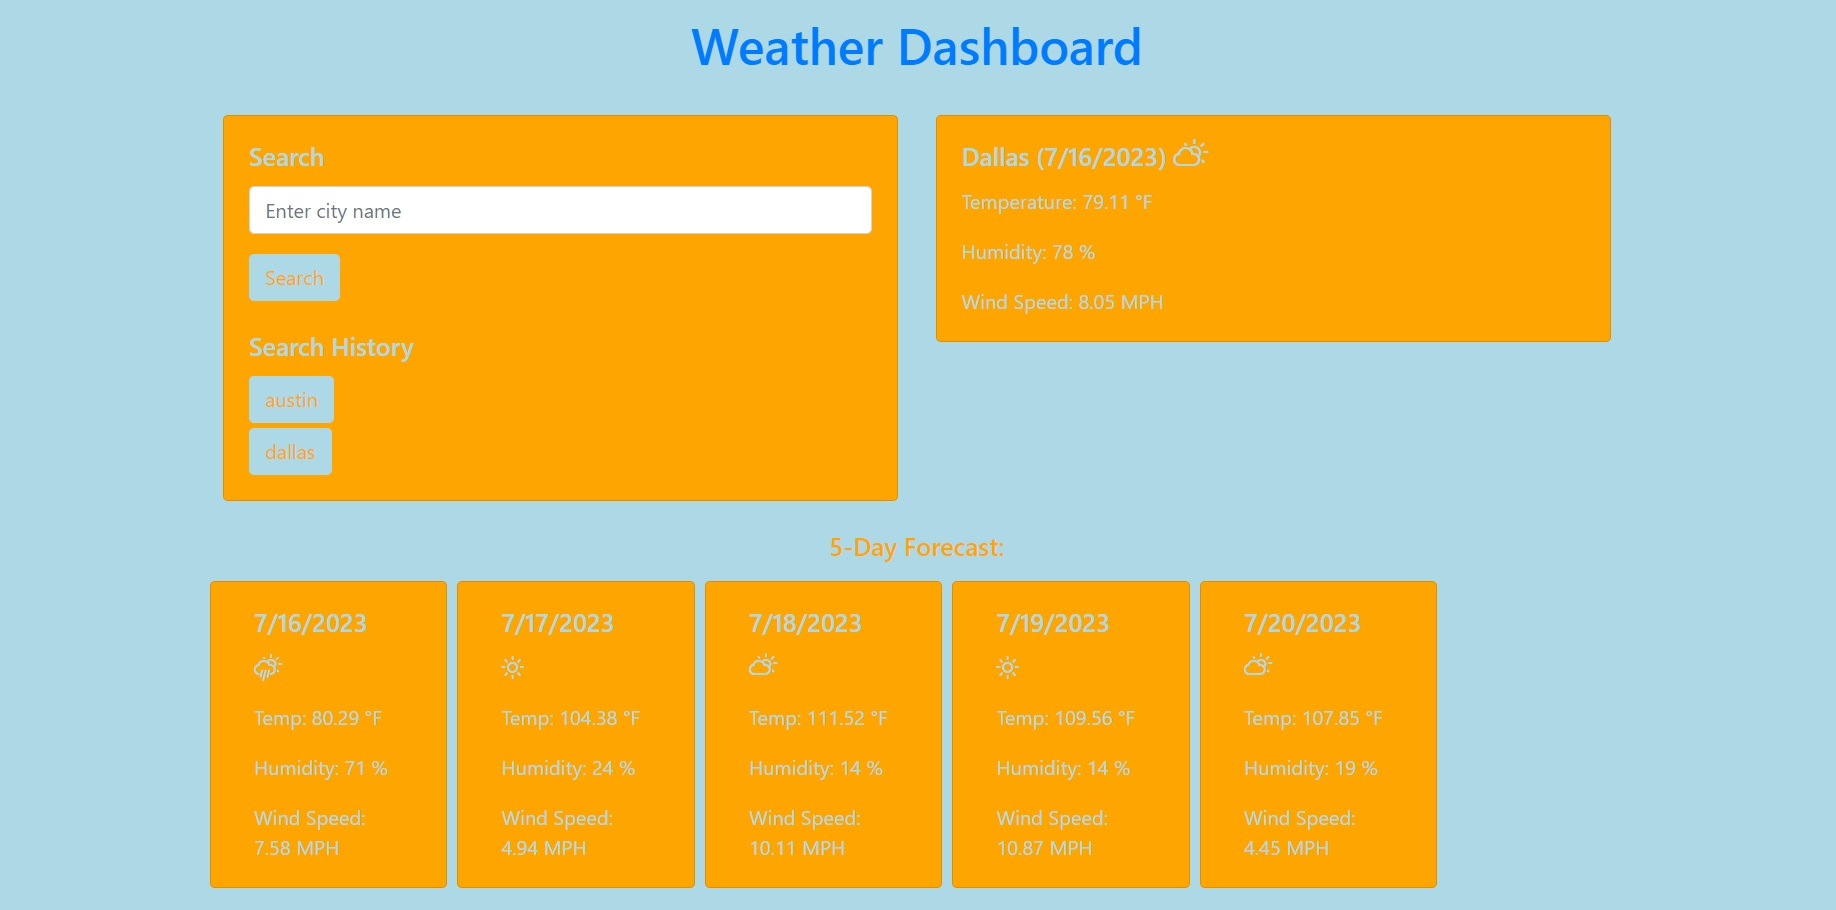 Weather Dashboard
Search
Enter city name
Search
Search History
austin
dallas
Dallas (7/16/2023)
Temperature: 79.11 °F
Humidity: 78 %
Wind Speed: 8.05 MPH
5-Day Forecast:
7/16/2023
Temp: 80.29 °F
Humidity: 71 %
Wind Speed:
7.58 MPH
7/17/2023
Temp: 104.38 °F
Humidity: 24 %
Wind Speed:
4.94 MPH
7/18/2023
Temp: 111.52 °F
Humidity: 14 %
Wind Speed:
10.11 MPH
7/19/2023
Temp: 109.56 °F
Humidity: 14 %
Wind Speed:
10.87 MPH
7/20/2023
Temp: 107.85 °F
Humidity: 19 %
Wind Speed:
4.45 MPH